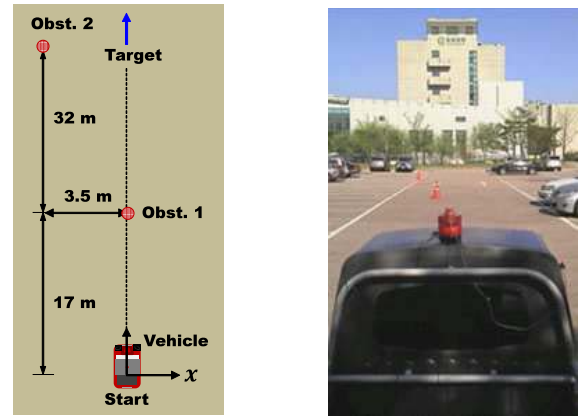 Obst. 2
Target
32 m
3.5 m
Obst. 1
17 m
Vehicle
x
Start